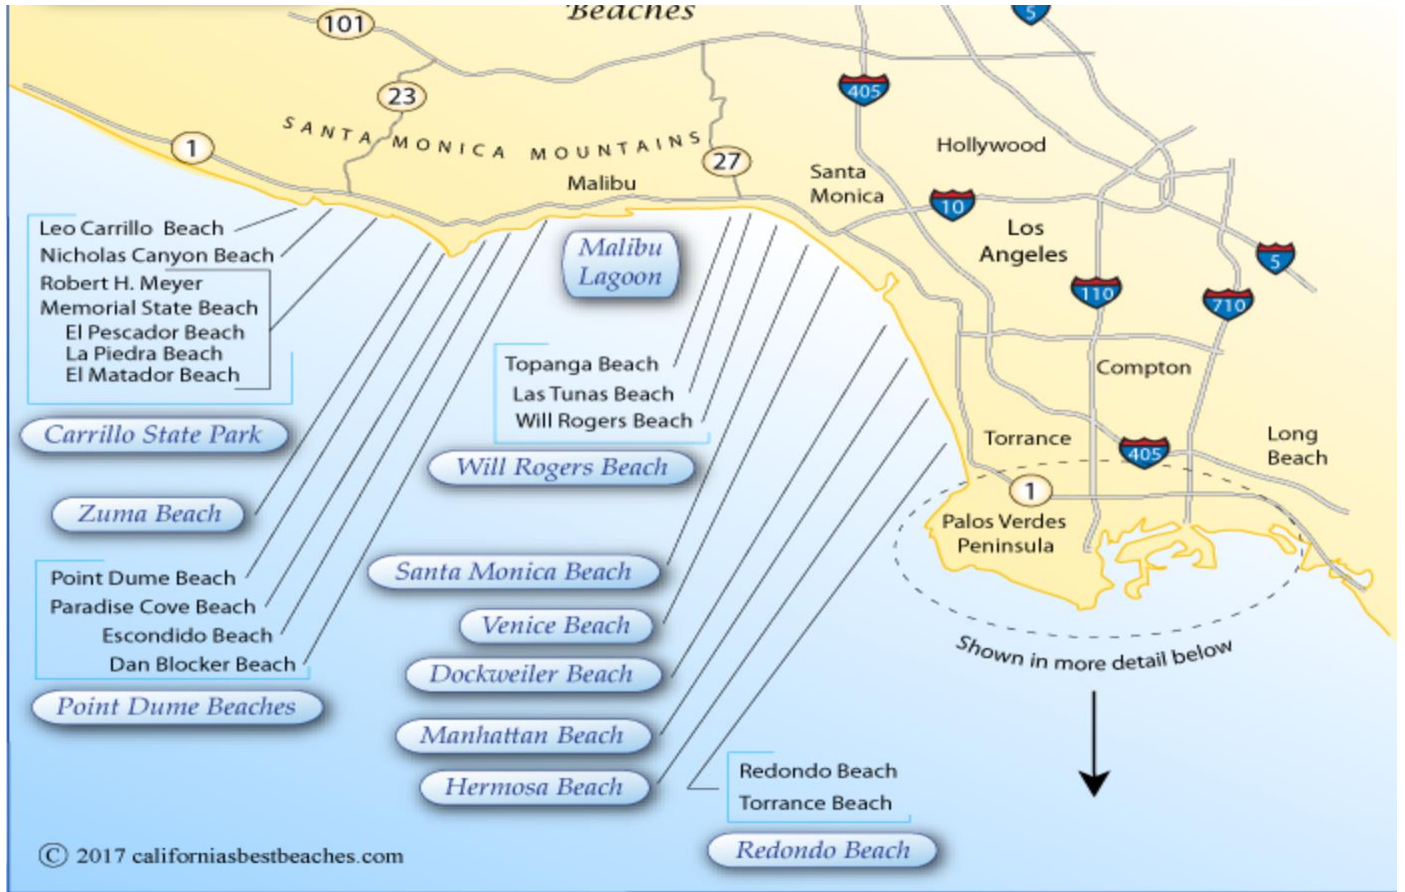 Beaches
101
5
405
23
SANTA MONICA MOUNTAINS
1
27
Malibu
Santa
Monica
Hollywood
10
Los
Angeles
5
110
710
Compton
Torrance
405
Long
Beach
1
Palos Verdes
Peninsula
Shown in more detail below
Leo Carrillo Beach
Nicholas Canyon Beach
Robert H. Meyer
Memorial State Beach
El Pescador Beach
La Piedra Beach
El Matador Beach
Carrillo State Park
Zuma Beach
Point Dume Beach
Paradise Cove Beach
Escondido Beach
Dan Blocker Beach
Point Dume Beaches
Malibu
Lagoon
Topanga Beach
Las Tunas Beach
Will Rogers Beach
Will Rogers Beach
Santa Monica Beach
Venice Beach
Dockweiler Beach
Manhattan Beach
Hermosa Beach
Redondo Beach
Torrance Beach
Redondo Beach
© 2017 californiasbestbeaches.com